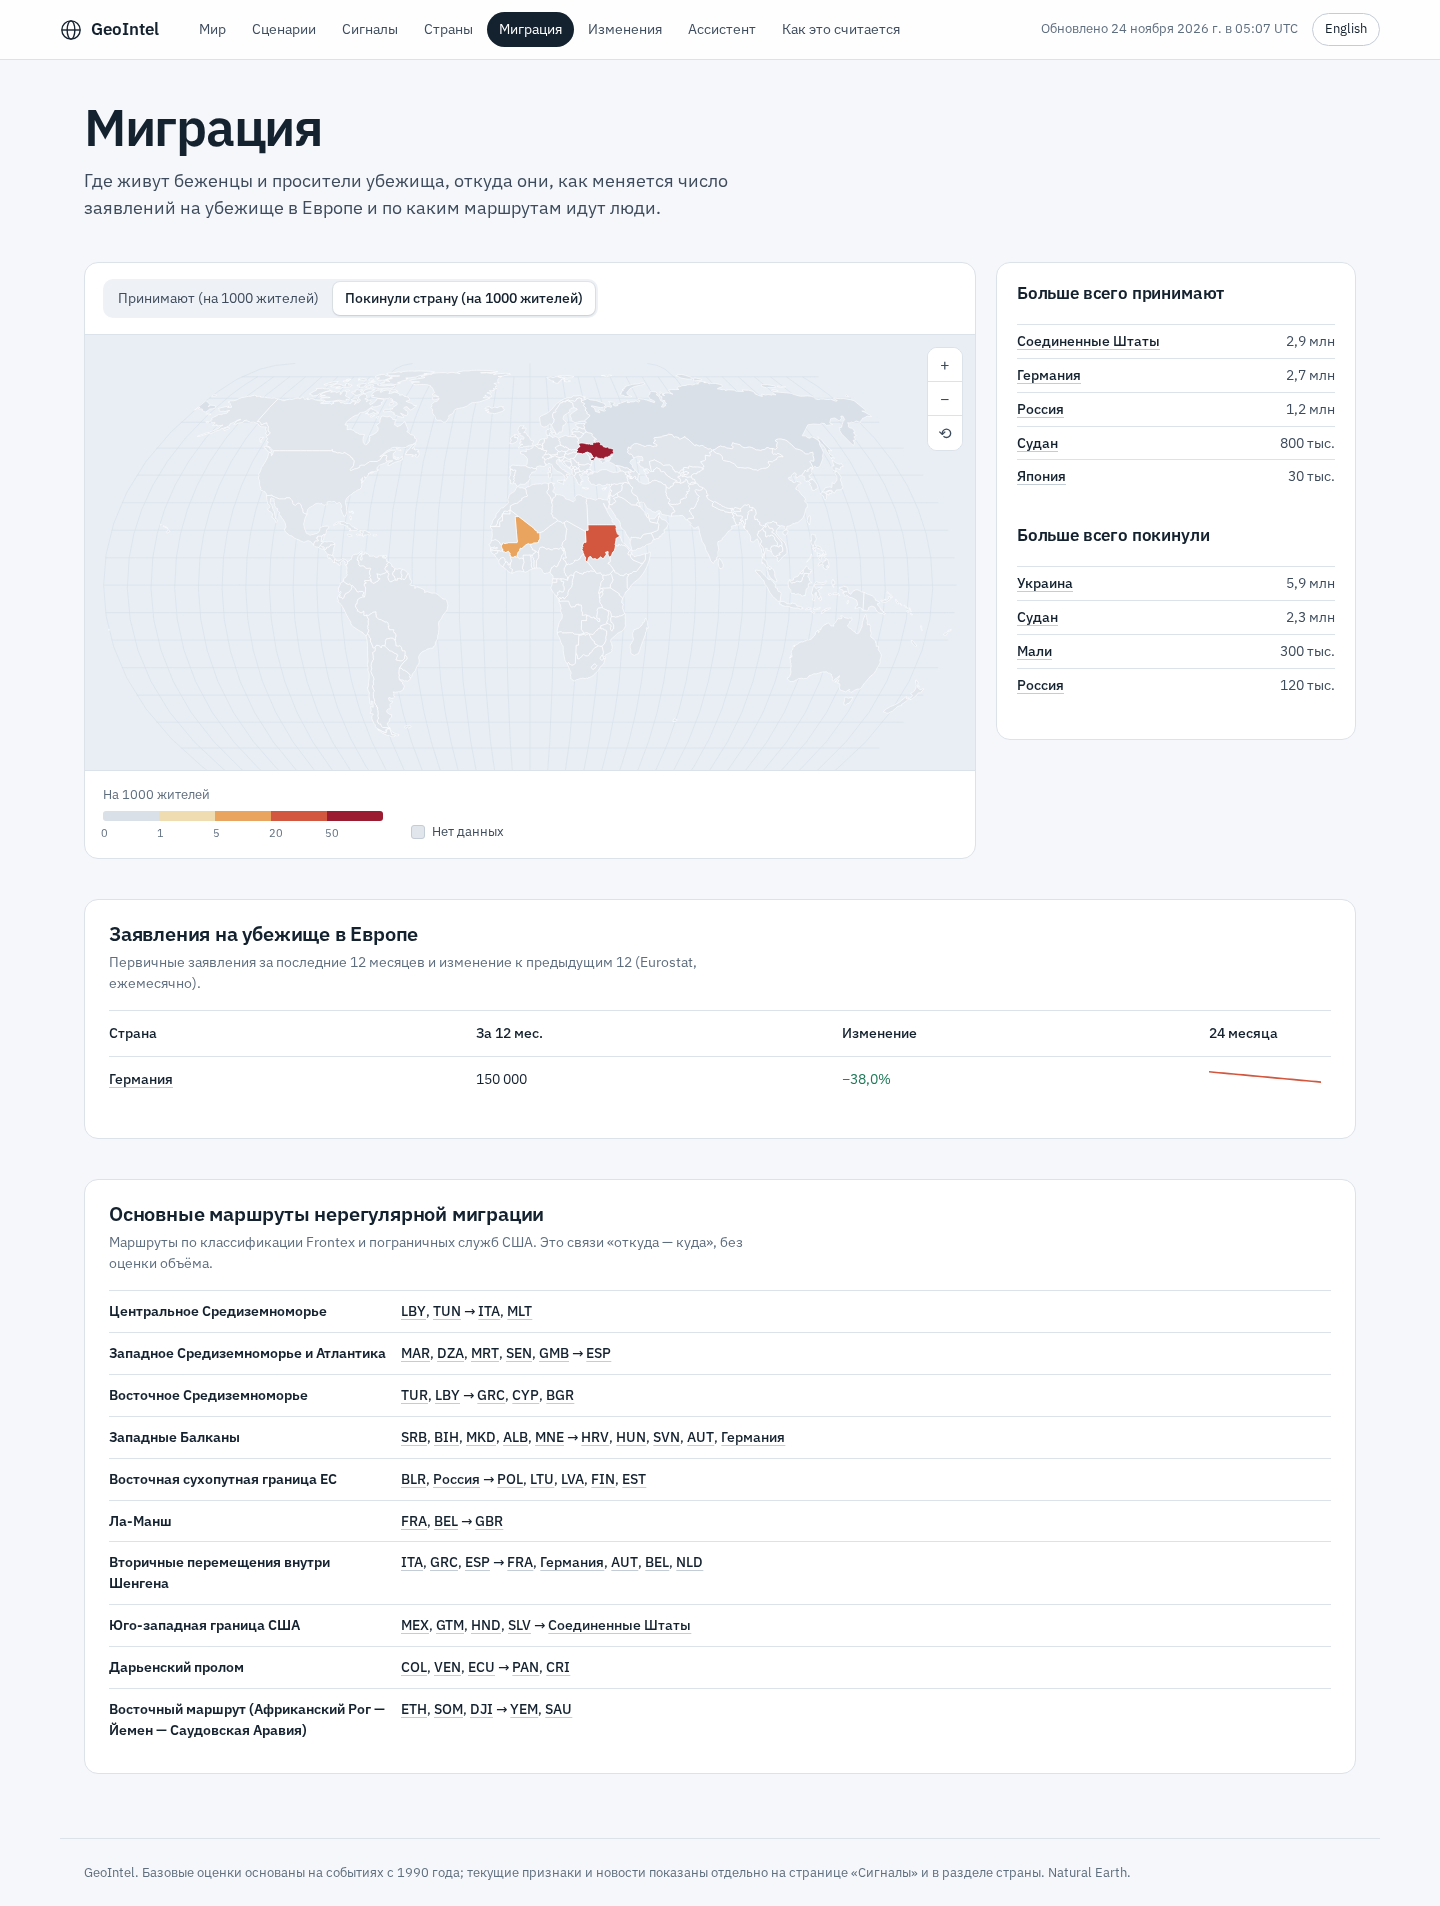 GeoIntel
Мир
Сценарии
Сигналы
Страны
Миграция
Изменения
Ассистент
Как это считается
Обновлено 24 ноября 2026 г. в 05:07 UTC
English
Миграция
Где живут беженцы и просители убежища, откуда они, как меняется число
заявлений на убежище в Европе и по каким маршрутам идут люди.
Принимают (на 1000 жителей)
Покинули страну (на 1000 жителей)
+
−
⟲
На 1000 жителей
0 1 5 20 50
Нет данных
Больше всего принимают
Соединенные Штаты 2,9 млн
Германия 2,7 млн
Россия 1,2 млн
Судан 800 тыс.
Япония 30 тыс.
Больше всего покинули
Украина 5,9 млн
Судан 2,3 млн
Мали 300 тыс.
Россия 120 тыс.
Заявления на убежище в Европе
Первичные заявления за последние 12 месяцев и изменение к предыдущим 12 (Eurostat,
ежемесячно).
Страна За 12 мес. Изменение 24 месяца
Германия 150 000 −38,0%
Основные маршруты нерегулярной миграции
Маршруты по классификации Frontex и пограничных служб США. Это связи «откуда — куда», без
оценки объёма.
Центральное Средиземноморье LBY, TUN → ITA, MLT
Западное Средиземноморье и Атлантика MAR, DZA, MRT, SEN, GMB → ESP
Восточное Средиземноморье TUR, LBY → GRC, CYP, BGR
Западные Балканы SRB, BIH, MKD, ALB, MNE → HRV, HUN, SVN, AUT, Германия
Восточная сухопутная граница ЕС BLR, Россия → POL, LTU, LVA, FIN, EST
Ла-Манш FRA, BEL → GBR
Вторичные перемещения внутри ITA, GRC, ESP → FRA, Германия, AUT, BEL, NLD
Шенгена
Юго-западная граница США MEX, GTM, HND, SLV → Соединенные Штаты
Дарьенский пролом COL, VEN, ECU → PAN, CRI
Восточный маршрут (Африканский Рог — ETH, SOM, DJI → YEM, SAU
Йемен — Саудовская Аравия)
GeoIntel. Базовые оценки основаны на событиях с 1990 года; текущие признаки и новости показаны отдельно на странице «Сигналы» и в разделе страны. Natural Earth.